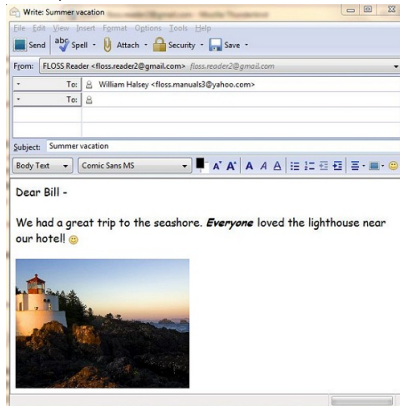 Write: Summer vacation
File Edit View Insert Format Options Tools Help
Send Spell Attach Security Save
From: FLOSS Reader <floss.reader2@gmail.com> floss.reader2@gmail.com
To: William Halsey <floss.manuals3@yahoo.com>
To:
Subject: Summer vacation
Body Text Comic Sans MS
Dear Bill -
We had a great trip to the seashore. Everyone loved the lighthouse near
our hotel!